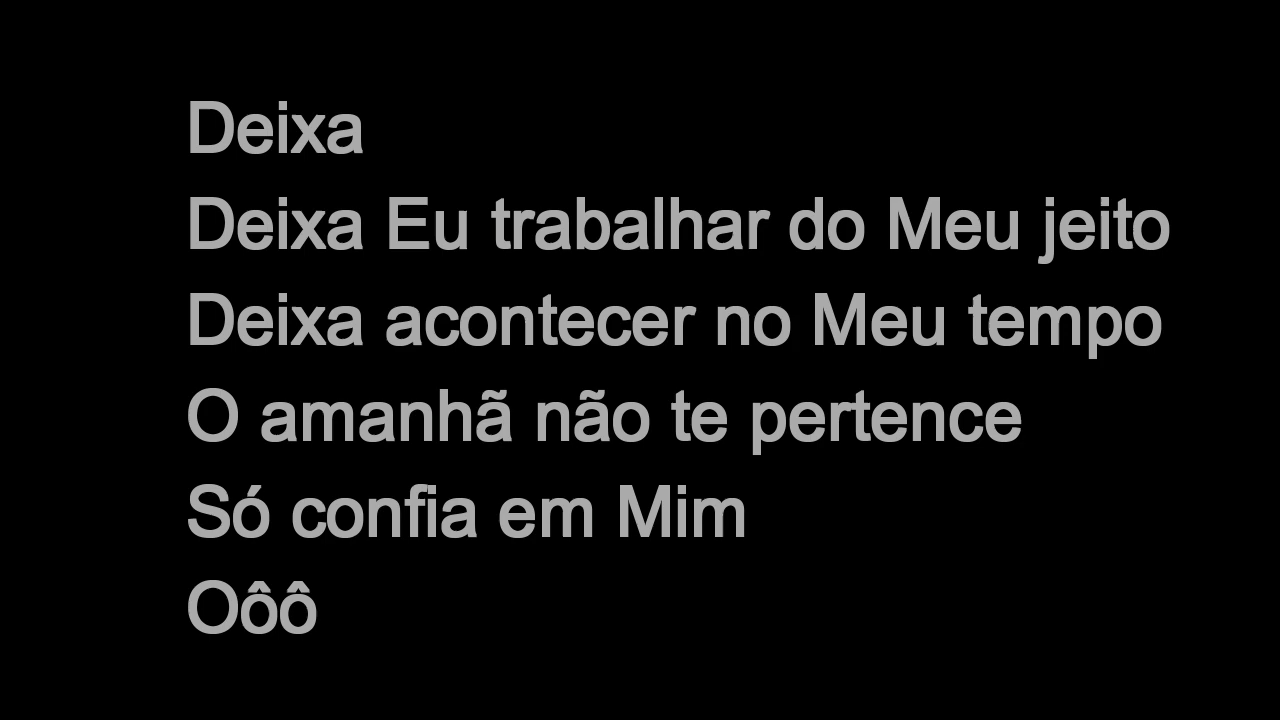 Deixa
Deixa Eu trabalhar do Meu jeito
Deixa acontecer no Meu tempo
O amanhã não te pertence
Só confia em Mim
Oôô